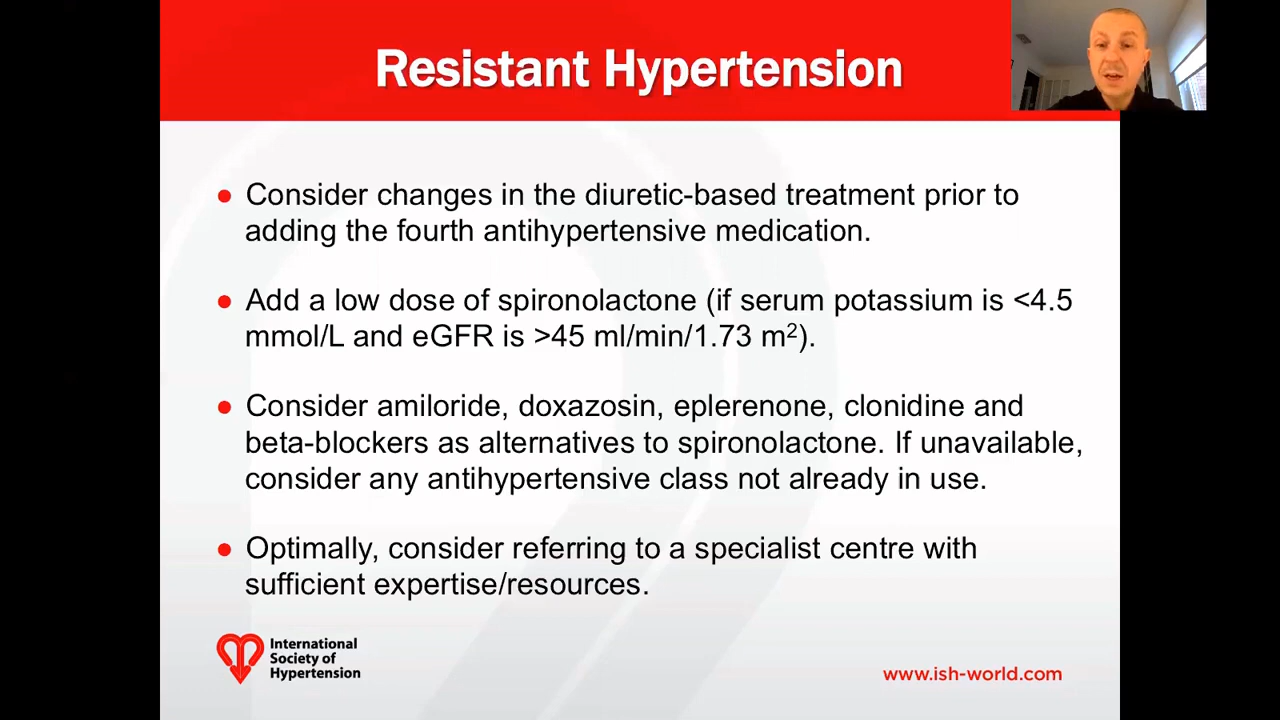 Resistant Hypertension
● Consider changes in the diuretic-based treatment prior to
adding the fourth antihypertensive medication.
● Add a low dose of spironolactone (if serum potassium is <4.5
mmol/L and eGFR is >45 ml/min/1.73 m²).
● Consider amiloride, doxazosin, eplerenone, clonidine and
beta-blockers as alternatives to spironolactone. If unavailable,
consider any antihypertensive class not already in use.
● Optimally, consider referring to a specialist centre with
sufficient expertise/resources.
International
Society of
Hypertension
www.ish-world.com